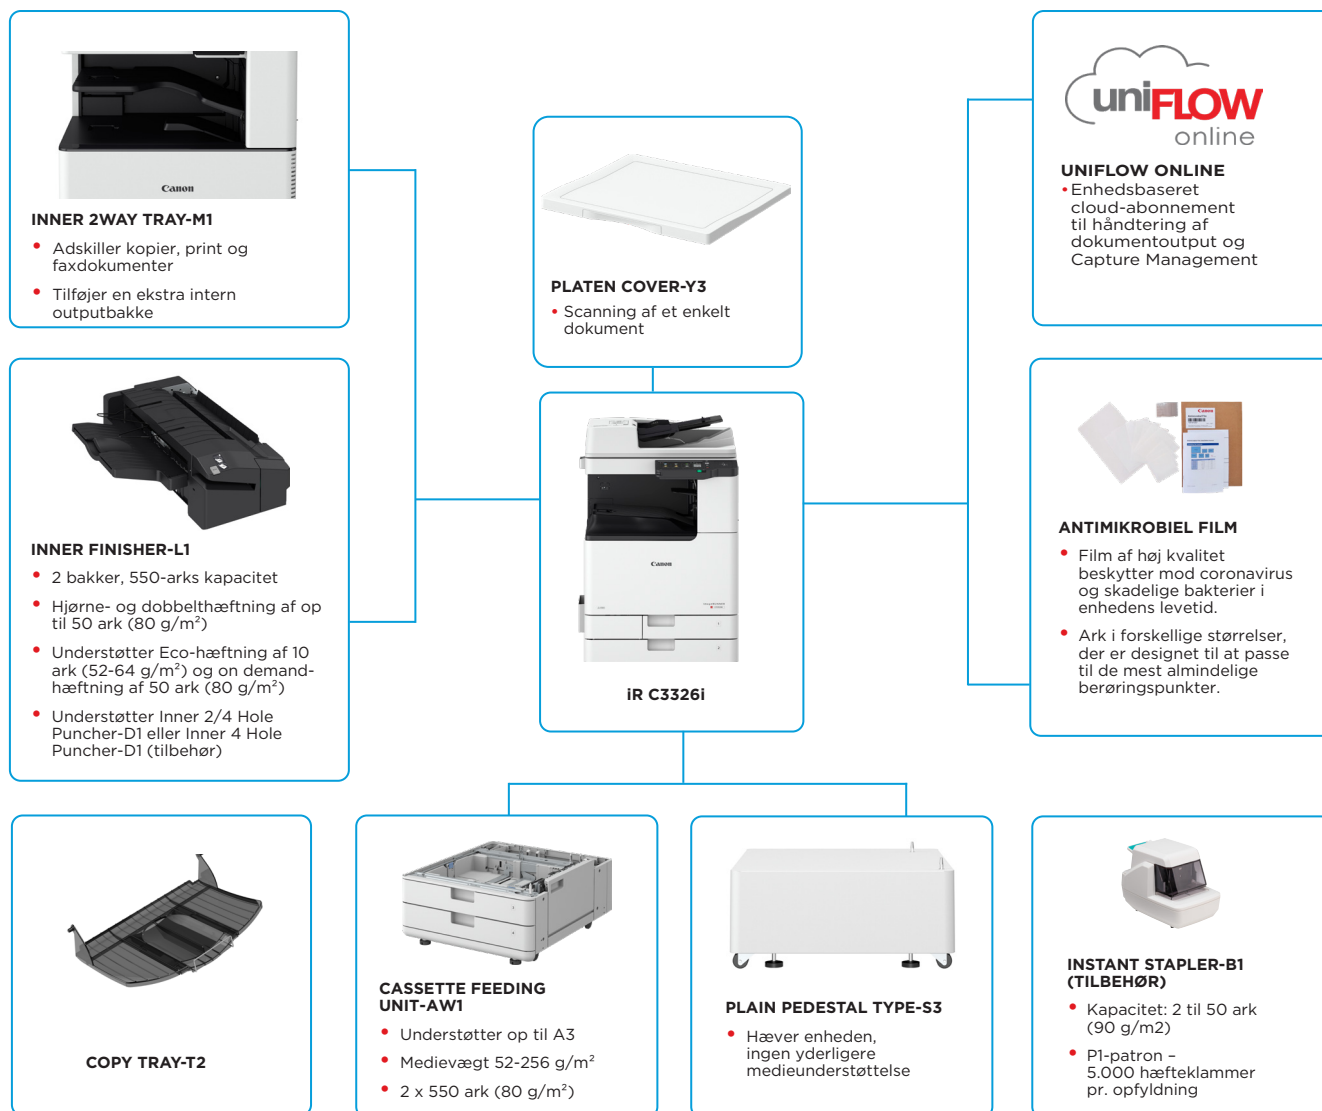 Canon
INNER 2WAY TRAY-M1
• Adskiller kopier, print og
faxdokumenter
• Tilføjer en ekstra intern
outputbakke
PLATEN COVER-Y3
• Scanning af et enkelt
dokument
uniFLOW
online
UNIFLOW ONLINE
• Enhedsbaseret
cloud-abonnement
til håndtering af
dokumentoutput og
Capture Management
INNER FINISHER-L1
• 2 bakker, 550-arks kapacitet
• Hjørne- og dobbelthæftning af op
til 50 ark (80 g/m²)
• Understøtter Eco-hæftning af 10
ark (52-64 g/m²) og on demand-
hæftning af 50 ark (80 g/m²)
• Understøtter Inner 2/4 Hole
Puncher-D1 eller Inner 4 Hole
Puncher-D1 (tilbehør)
Canon
iR C3326i
Canon
ANTIMIKROBIEL FILM
• Film af høj kvalitet
beskytter mod coronavirus
og skadelige bakterier i
enhedens levetid.
• Ark i forskellige størrelser,
der er designet til at passe
til de mest almindelige
berøringspunkter.
COPY TRAY-T2
CASSETTE FEEDING
UNIT-AW1
• Understøtter op til A3
• Medievægt 52-256 g/m²
• 2 x 550 ark (80 g/m²)
PLAIN PEDESTAL TYPE-S3
• Hæver enheden,
ingen yderligere
medieunderstøttelse
INSTANT STAPLER-B1
(TILBEHØR)
• Kapacitet: 2 til 50 ark
(90 g/m2)
• P1-patron –
5.000 hæfteklammer
pr. opfyldning